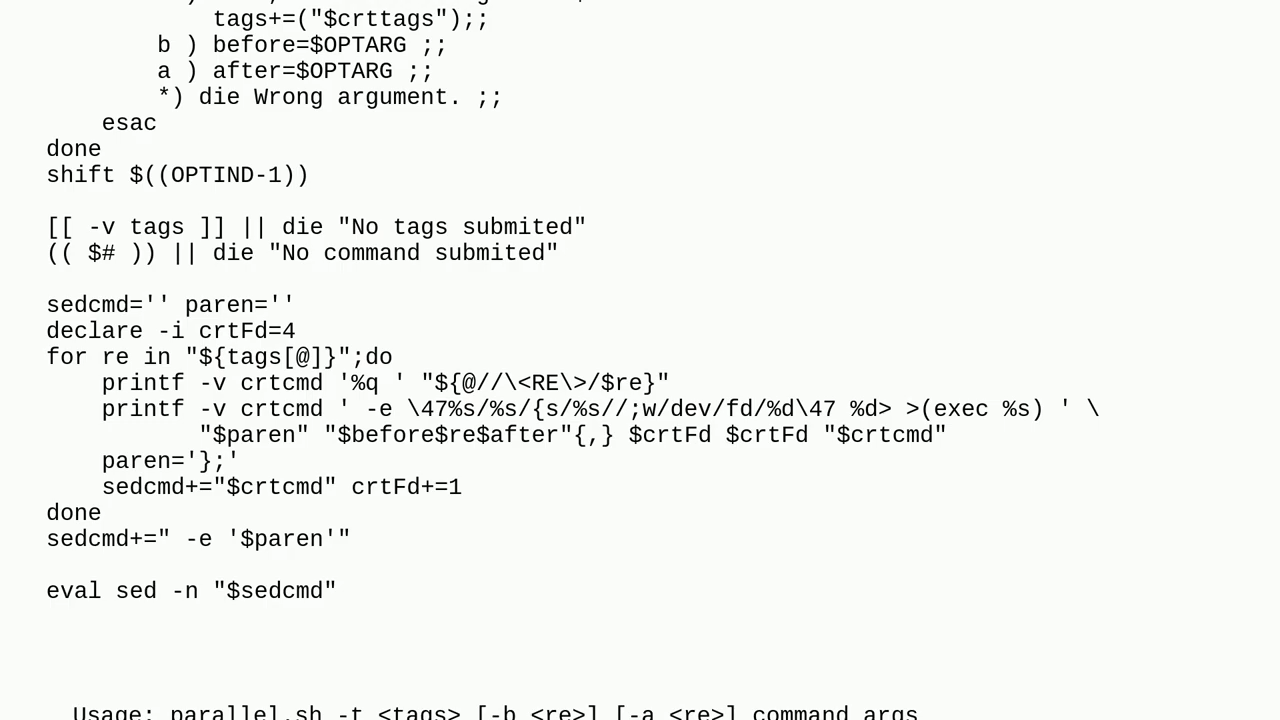 tags+=("$crttags");;
b ) before=$OPTARG ;;
a ) after=$OPTARG ;;
*) die Wrong argument. ;;
esac
done
shift $((OPTIND-1))
[[ -v tags ]] || die "No tags submited"
(( $# )) || die "No command submited"
sedcmd='' paren=''
declare -i crtFd=4
for re in "${tags[@]}";do
printf -v crtcmd '%q ' "${@//\<RE\>/$re}"
printf -v crtcmd ' -e \47%s/%s/{s/%s//;w/dev/fd/%d\47 %d> >(exec %s) ' \
"$paren" "$before$re$after"{,} $crtFd $crtFd "$crtcmd"
paren='};'
sedcmd+="$crtcmd" crtFd+=1
done
sedcmd+=" -e '$paren'"
eval sed -n "$sedcmd"
Usage: parallel.sh -t <tags> [-b <re>] [-a <re>] command args